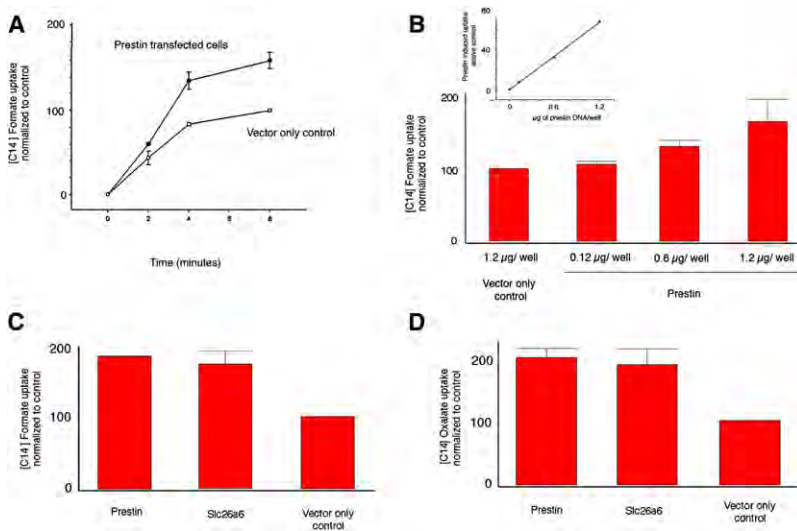 A
200
100
0
[C14] Formate uptake
normalized to control
Prestin transfected cells
Vector only control
0 2 4 6 8
Time (minutes)
B
Prestin induced uptake
above control
60
40
0
0 0.6 1.2
µg of prestin DNA/well
200
100
0
[C14] Formate uptake
normalized to control
1.2 µg/ well 0.12 µg/well 0.6 µg/ well 1.2 µg/ well
Vector only
control
Prestin
C
200
100
0
[C14] Formate uptake
normalized to control
Prestin Slc26a6 Vector only
control
D
200
100
0
[C14] Oxalate uptake
normalized to control
Prestin Slc26a6 Vector only
control